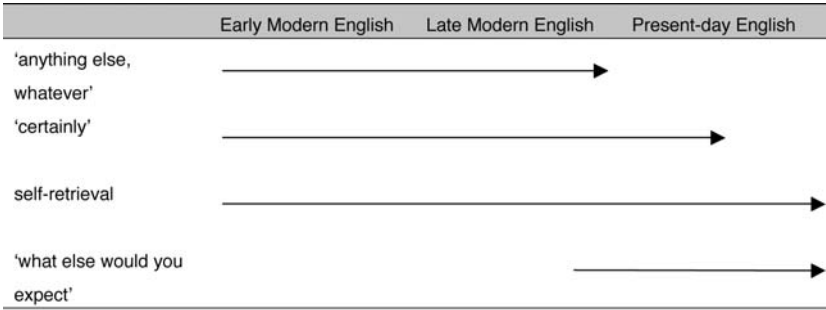 Early Modern English Late Modern English Present-day English
‘anything else,
whatever’
‘certainly’
self-retrieval
‘what else would you
expect’